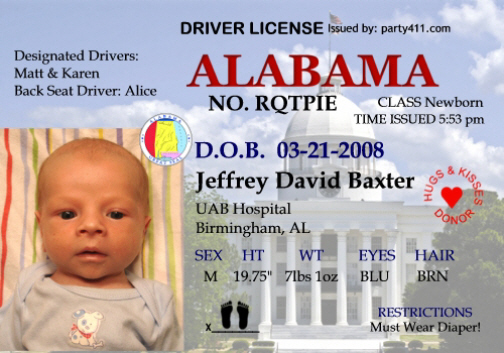 DRIVER LICENSE Issued by: party411.com
Designated Drivers:
Matt & Karen
Back Seat Driver: Alice
ALABAMA
NO. RQTPIE
CLASS Newborn
TIME ISSUED 5:53 pm
D.O.B. 03-21-2008
Jeffrey David Baxter
HUGS & KISSES
DONOR
UAB Hospital
Birmingham, AL
SEX HT WT EYES HAIR
M 19.75" 7lbs 1oz BLU BRN
X
RESTRICTIONS
Must Wear Diaper!